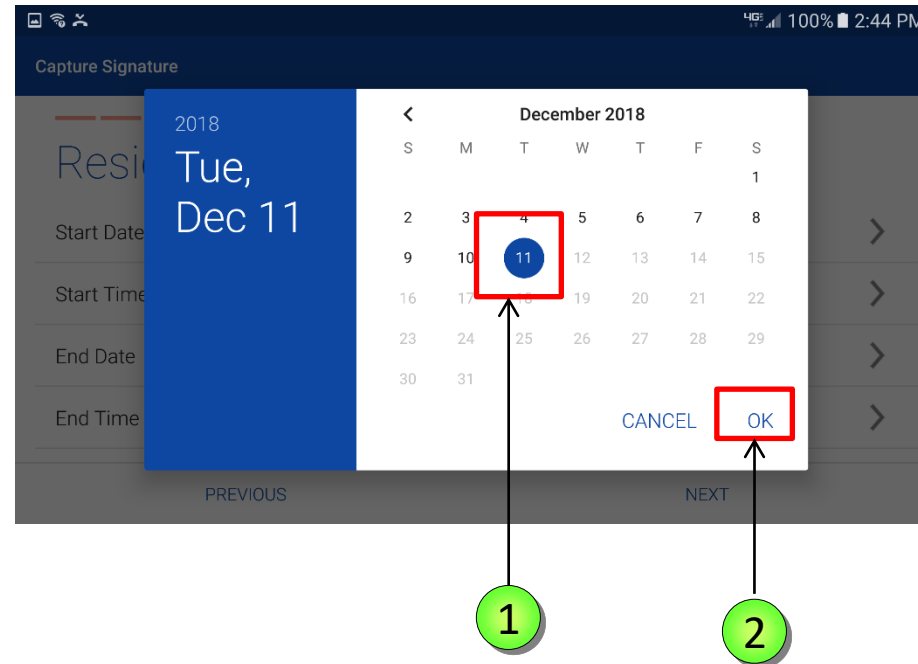 4G 100% 2:44 PM
Capture Signature
Resi
Start Date
Start Time
End Date
End Time
2018
Tue,
Dec 11
December 2018
S M T W T F S
1
2 3 4 5 6 7 8
9 10 11 12 13 14 15
16 17 18 19 20 21 22
23 24 25 26 27 28 29
30 31
CANCEL OK
PREVIOUS NEXT
1 2